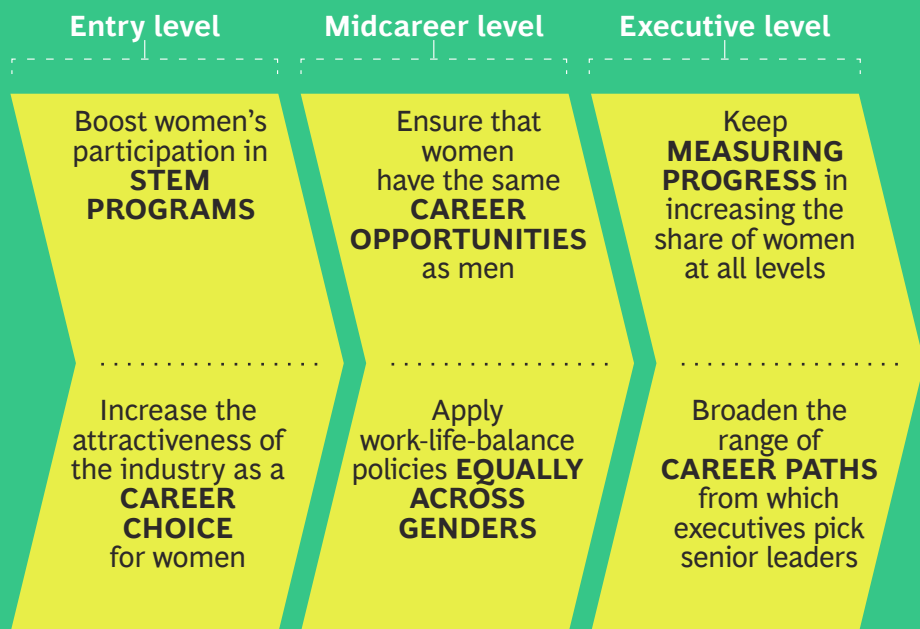 Entry level
Boost women’s
participation in
STEM
PROGRAMS
Increase the
attractiveness of
the industry as a
CAREER
CHOICE
for women
Midcareer level
Ensure that
women
have the same
CAREER
OPPORTUNITIES
as men
Apply
work-life-balance
policies EQUALLY
ACROSS
GENDERS
Executive level
Keep
MEASURING
PROGRESS in
increasing the
share of women
at all levels
Broaden the
range of
CAREER PATHS
from which
executives pick
senior leaders